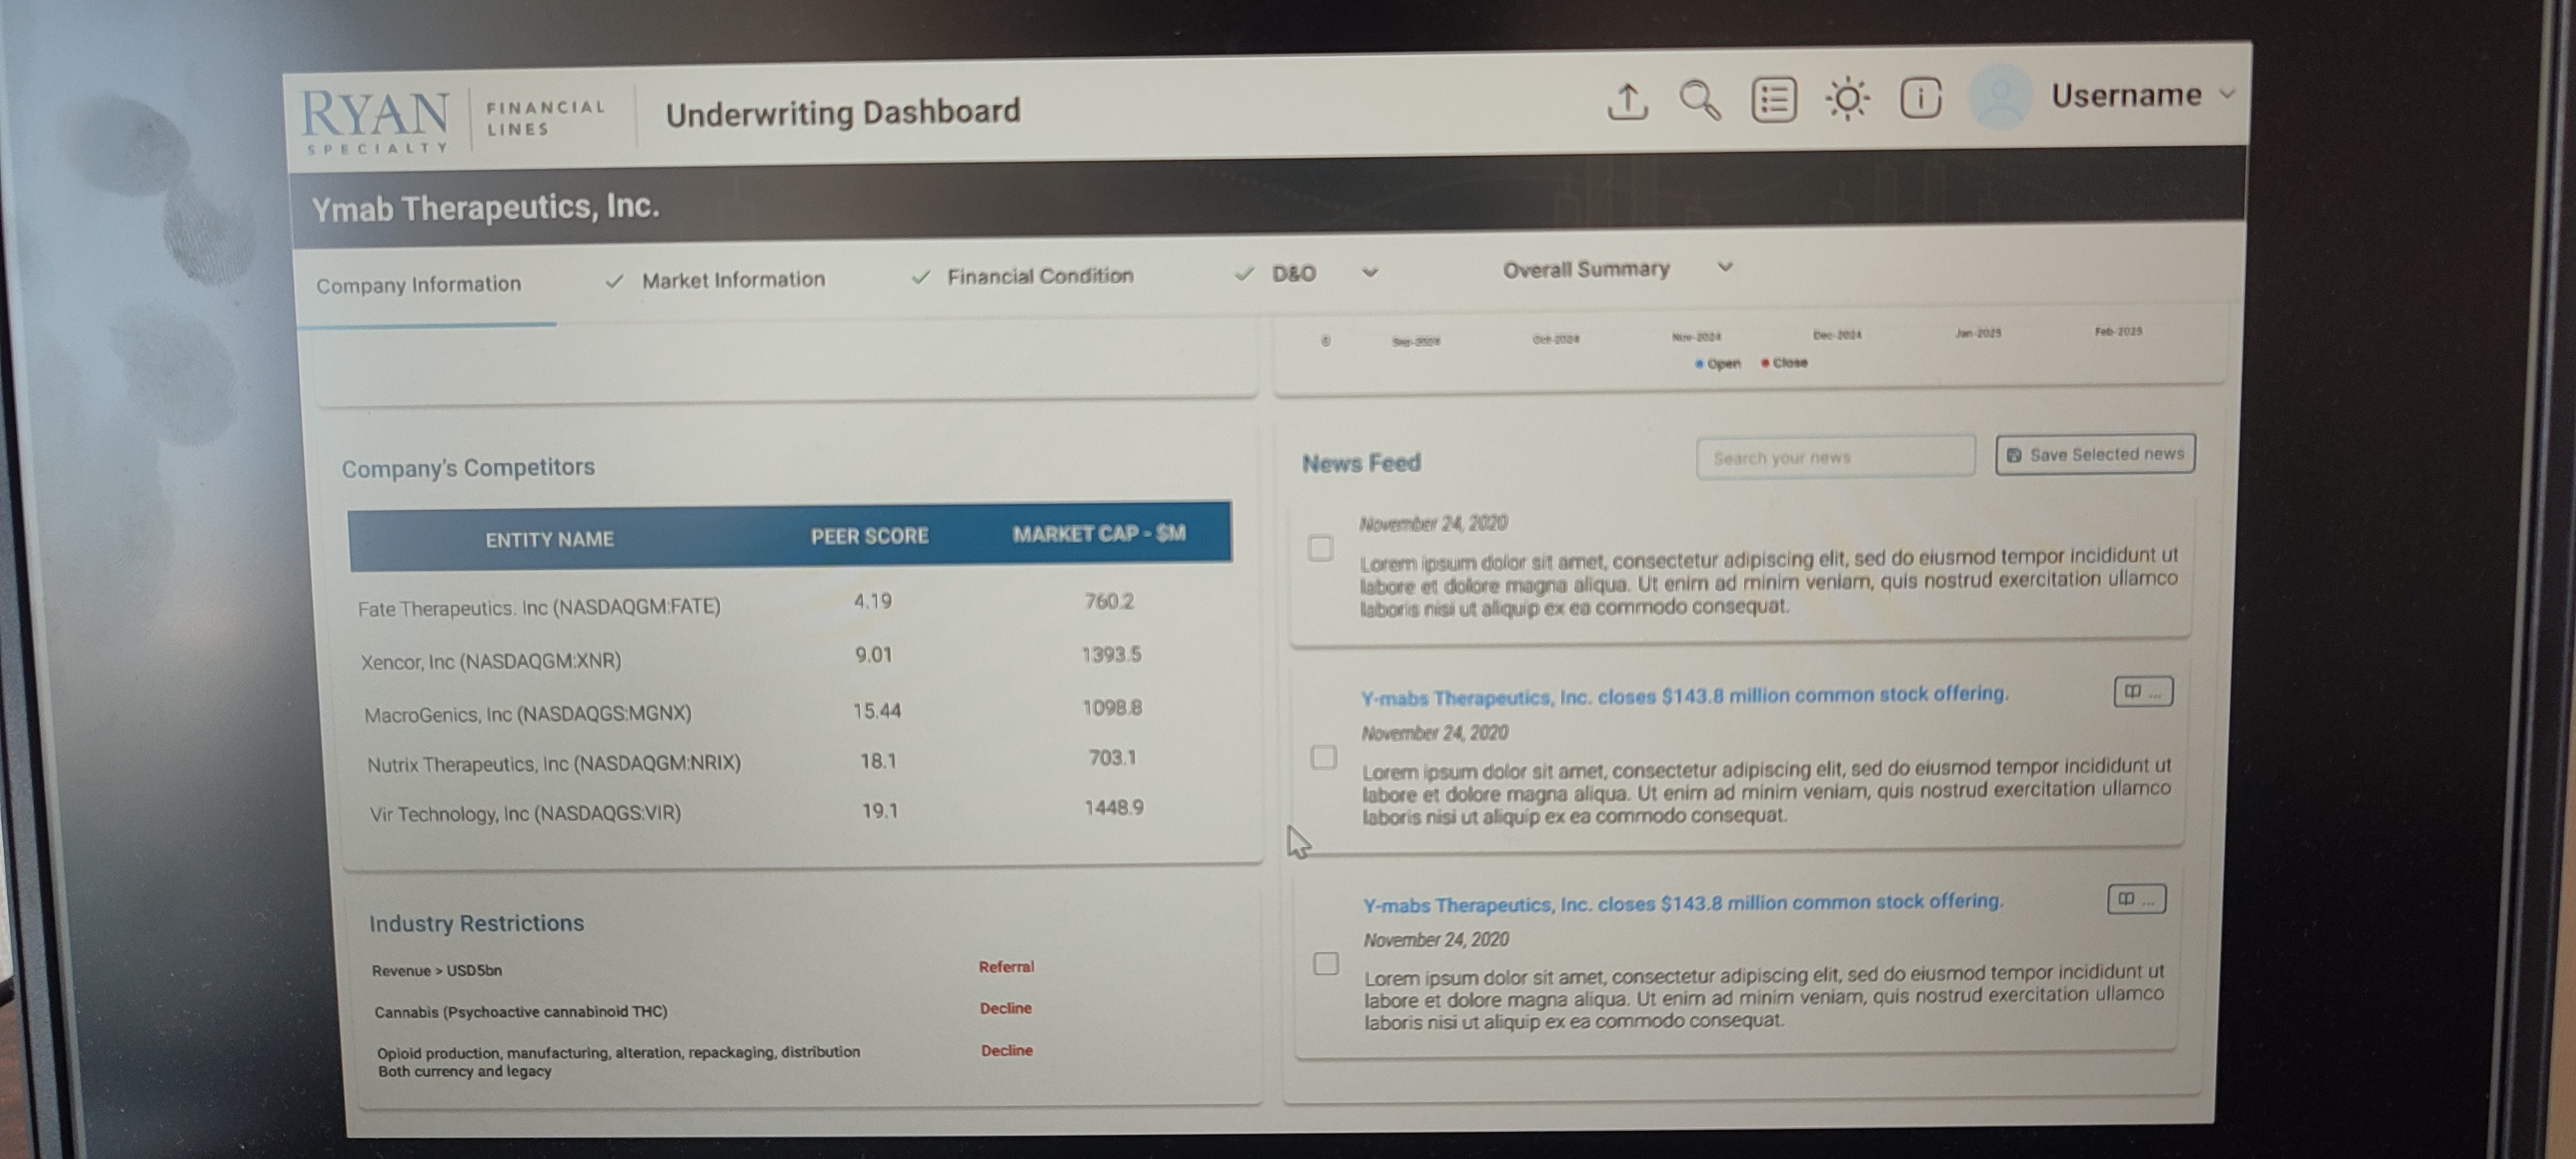 RYAN
SPECIALTY
FINANCIAL
LINES
Underwriting Dashboard
Username
Ymab Therapeutics, Inc.
Company Information
Market Information
Financial Condition
D&O
Overall Summary
Sep-2024 Oct-2024 Nov-2024 Dec-2024 Jan-2025 Feb-2025
Open Close
Company's Competitors
ENTITY NAME PEER SCORE MARKET CAP - $M
Fate Therapeutics. Inc (NASDAQGM:FATE) 4.19 760.2
Xencor, Inc (NASDAQGM:XNR) 9.01 1393.5
MacroGenics, Inc (NASDAQGS:MGNX) 15.44 1098.8
Nutrix Therapeutics, Inc (NASDAQGM:NRIX) 18.1 703.1
Vir Technology, Inc (NASDAQGS:VIR) 19.1 1448.9
Industry Restrictions
Revenue > USD5bn Referral
Cannabis (Psychoactive cannabinoid THC) Decline
Opioid production, manufacturing, alteration, repackaging, distribution Decline
Both currency and legacy
News Feed
Search your news
Save Selected news
November 24, 2020
Lorem ipsum dolor sit amet, consectetur adipiscing elit, sed do eiusmod tempor incididunt ut
labore et dolore magna aliqua. Ut enim ad minim veniam, quis nostrud exercitation ullamco
laboris nisi ut aliquip ex ea commodo consequat.
Y-mabs Therapeutics, Inc. closes $143.8 million common stock offering.
...
November 24, 2020
Lorem ipsum dolor sit amet, consectetur adipiscing elit, sed do eiusmod tempor incididunt ut
labore et dolore magna aliqua. Ut enim ad minim veniam, quis nostrud exercitation ullamco
laboris nisi ut aliquip ex ea commodo consequat.
Y-mabs Therapeutics, Inc. closes $143.8 million common stock offering.
...
November 24, 2020
Lorem ipsum dolor sit amet, consectetur adipiscing elit, sed do eiusmod tempor incididunt ut
labore et dolore magna aliqua. Ut enim ad minim veniam, quis nostrud exercitation ullamco
laboris nisi ut aliquip ex ea commodo consequat.